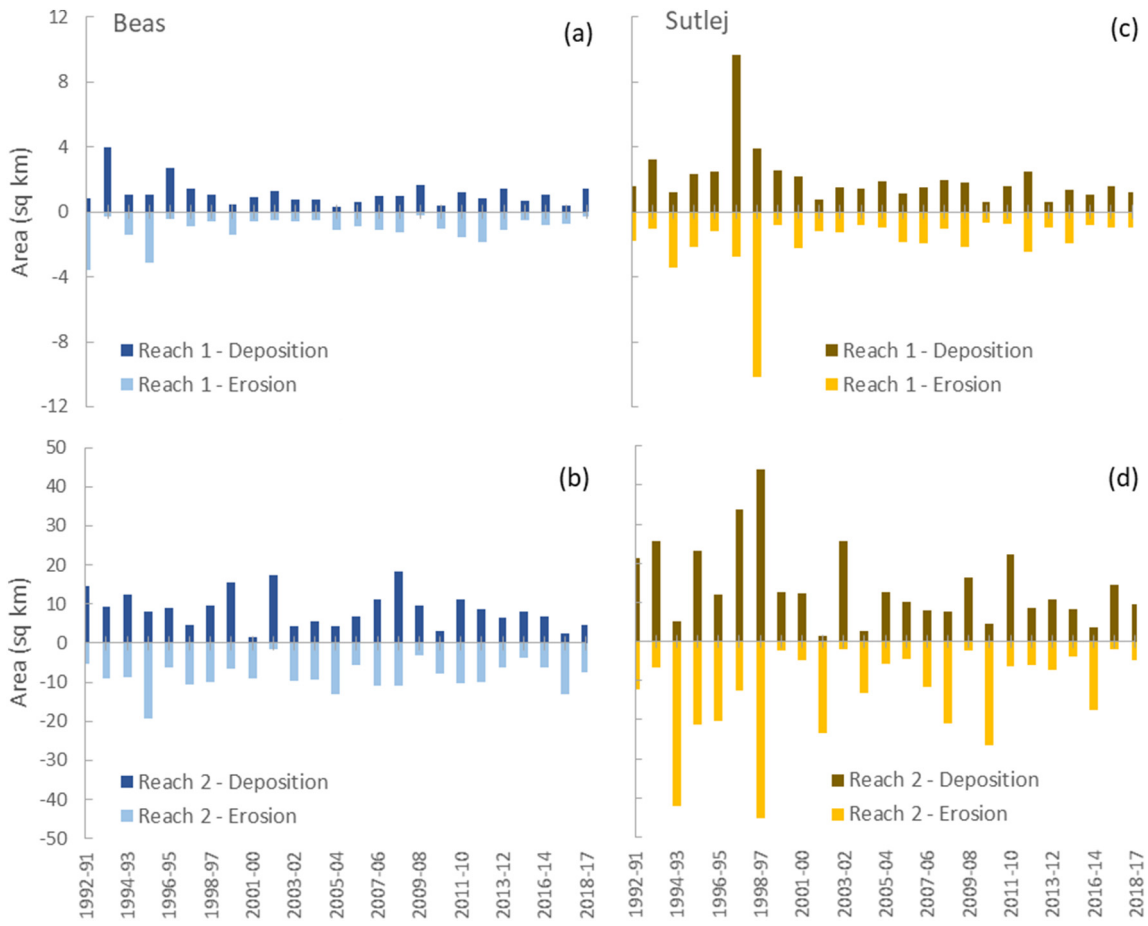 Beas
(a)
12
8
4
0
-4
-8
-12
Area (sq km)
Reach 1 - Deposition
Reach 1 - Erosion
Sutlej
(c)
Reach 1 - Deposition
Reach 1 - Erosion
(b)
50
40
30
20
10
0
-10
-20
-30
-40
-50
Area (sq km)
Reach 2 - Deposition
Reach 2 - Erosion
1992-91
1994-93
1996-95
1998-97
2001-00
2003-02
2005-04
2007-06
2009-08
2011-10
2013-12
2016-14
2018-17
(d)
Reach 2 - Deposition
Reach 2 - Erosion
1992-91
1994-93
1996-95
1998-97
2001-00
2003-02
2005-04
2007-06
2009-08
2011-10
2013-12
2016-14
2018-17